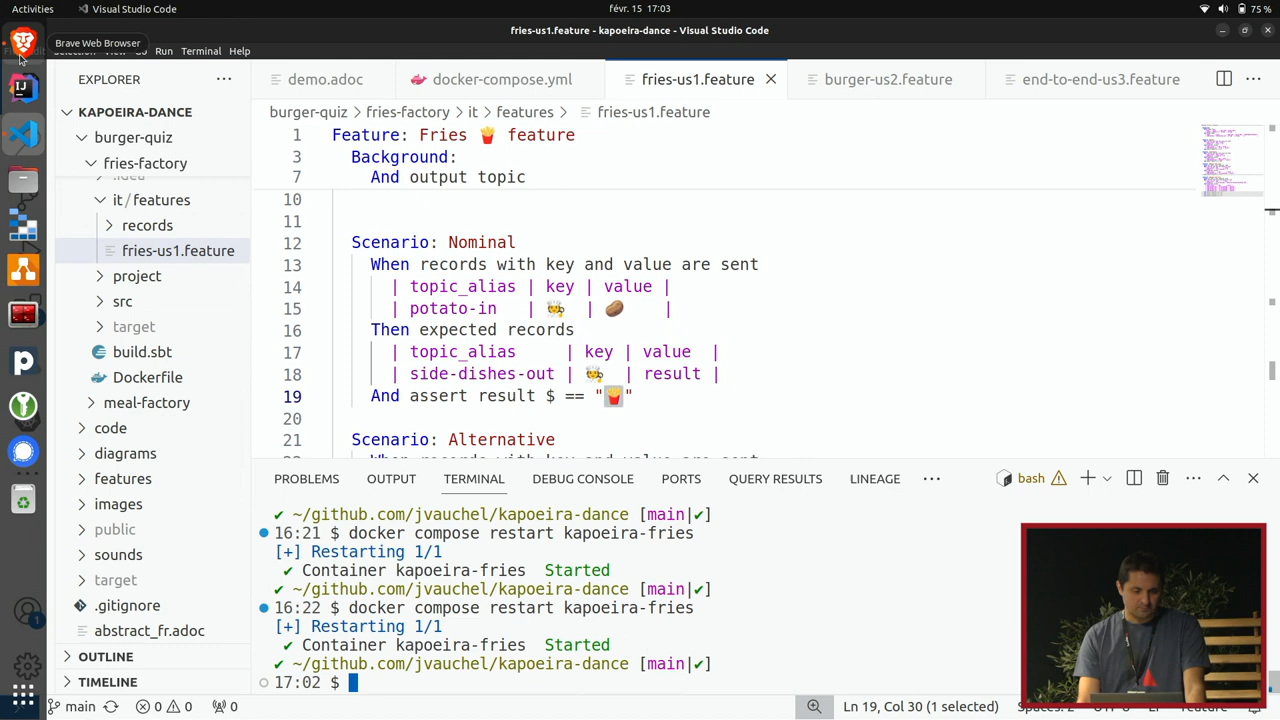 Activities
Visual Studio Code
févr. 15 17:03
75 %
fries-us1.feature - kapoeira-dance - Visual Studio Code
Brave Web Browser
Run Terminal Help
EXPLORER
demo.adoc
docker-compose.yml
fries-us1.feature
burger-us2.feature
end-to-end-us3.feature
KAPOEIRA-DANCE
burger-quiz
fries-factory
.idea
it / features
records
fries-us1.feature
project
src
target
build.sbt
Dockerfile
meal-factory
code
diagrams
features
images
public
sounds
target
.gitignore
abstract_fr.adoc
OUTLINE
TIMELINE
burger-quiz > fries-factory > it > features > fries-us1.feature
1 Feature: Fries 🍟 feature
3 Background:
7 And output topic
10
11
12 Scenario: Nominal
13 When records with key and value are sent
14 | topic_alias | key | value |
15 | potato-in | 🧑‍🍳 | 🥔 |
16 Then expected records
17 | topic_alias | key | value |
18 | side-dishes-out | 🧑‍🍳 | result |
19 And assert result $ == "🍟"
20
21 Scenario: Alternative
22 When records with key and value are sent
PROBLEMS OUTPUT TERMINAL DEBUG CONSOLE PORTS QUERY RESULTS LINEAGE
bash
✔ ~/github.com/jvauchel/kapoeira-dance [main|✔]
16:21 $ docker compose restart kapoeira-fries
[+] Restarting 1/1
✔ Container kapoeira-fries Started
✔ ~/github.com/jvauchel/kapoeira-dance [main|✔]
16:22 $ docker compose restart kapoeira-fries
[+] Restarting 1/1
✔ Container kapoeira-fries Started
✔ ~/github.com/jvauchel/kapoeira-dance [main|✔]
17:02 $
main
0 0
0
Ln 19, Col 30 (1 selected)